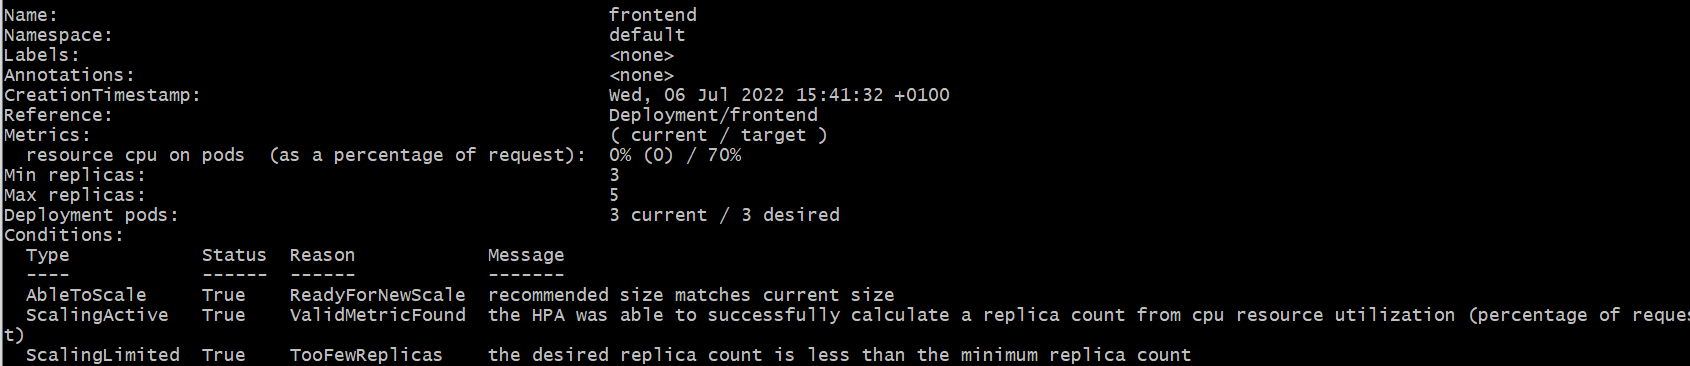 Name:                                                  frontend
Namespace:                                             default
Labels:                                                <none>
Annotations:                                           <none>
CreationTimestamp:                                     Wed, 06 Jul 2022 15:41:32 +0100
Reference:                                             Deployment/frontend
Metrics:                                               ( current / target )
  resource cpu on pods  (as a percentage of request):  0% (0) / 70%
Min replicas:                                          3
Max replicas:                                          5
Deployment pods:                                       3 current / 3 desired
Conditions:
  Type            Status  Reason            Message
  ----            ------  ------            -------
  AbleToScale     True    ReadyForNewScale  recommended size matches current size
  ScalingActive   True    ValidMetricFound  the HPA was able to successfully calculate a replica count from cpu resource utilization (percentage of reques
t)
  ScalingLimited  True    TooFewReplicas    the desired replica count is less than the minimum replica count